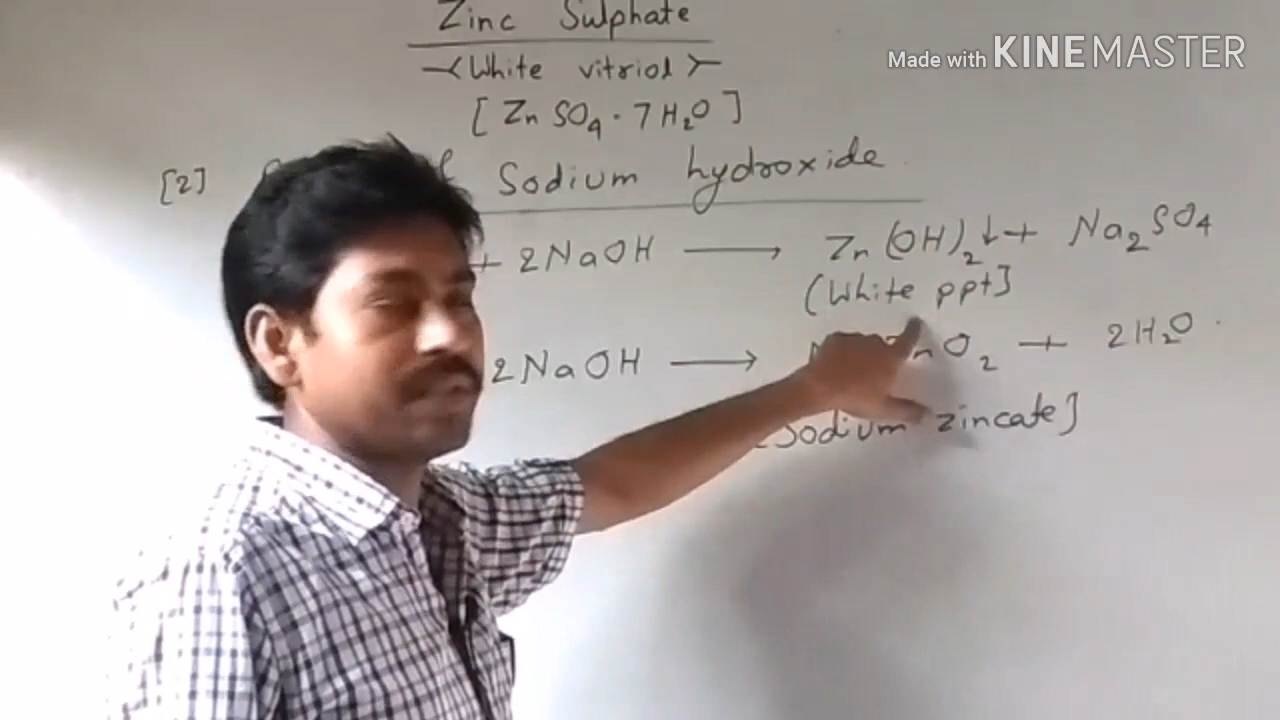 Zinc Sulphate
Made with KINEMASTER
—<White vitriol>—
[ZnSO4·7H2O]
[2] Sodium hydroxide
+ 2NaOH → Zn(OH)2↓ + Na2SO4
(White ppt]
2NaOH → nO2 + 2H2O
[Sodium zincate]